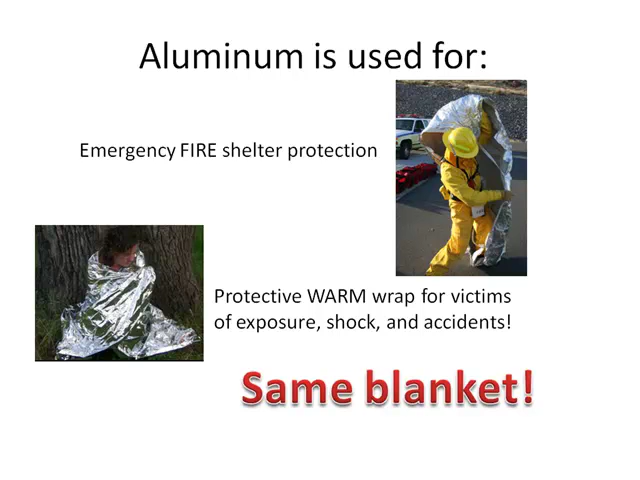 Aluminum is used for:
Emergency FIRE shelter protection
Protective WARM wrap for victims
of exposure, shock, and accidents!
Same blanket!